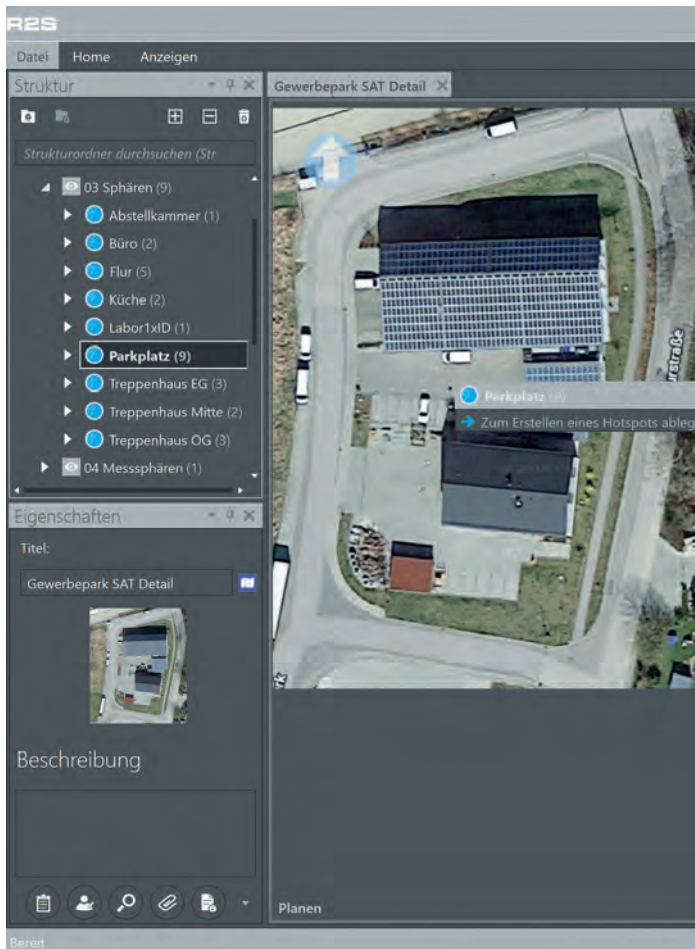 R2S
Datei Home Anzeigen
Struktur
Strukturordner durchsuchen (Str
03 Sphären (9)
Abstellkammer (1)
Büro (2)
Flur (5)
Küche (2)
Labor1xID (1)
Parkplatz (9)
Treppenhaus EG (3)
Treppenhaus Mitte (2)
Treppenhaus OG (3)
04 Messsphären (1)
Eigenschaften
Titel:
Gewerbepark SAT Detail
Beschreibung
Bereit
Gewerbepark SAT Detail
Parkplatz (9)
Zum Erstellen eines Hotspots ableg
Planen